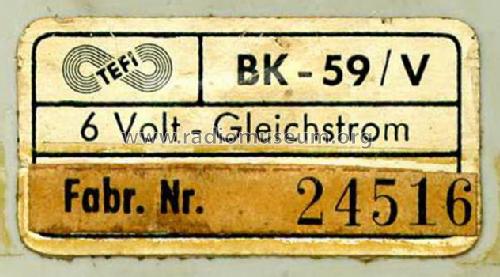 TEFI BK-59/V
6 Volt Gleichstrom
www.radiomuseum.org
Fabr. Nr. 24516